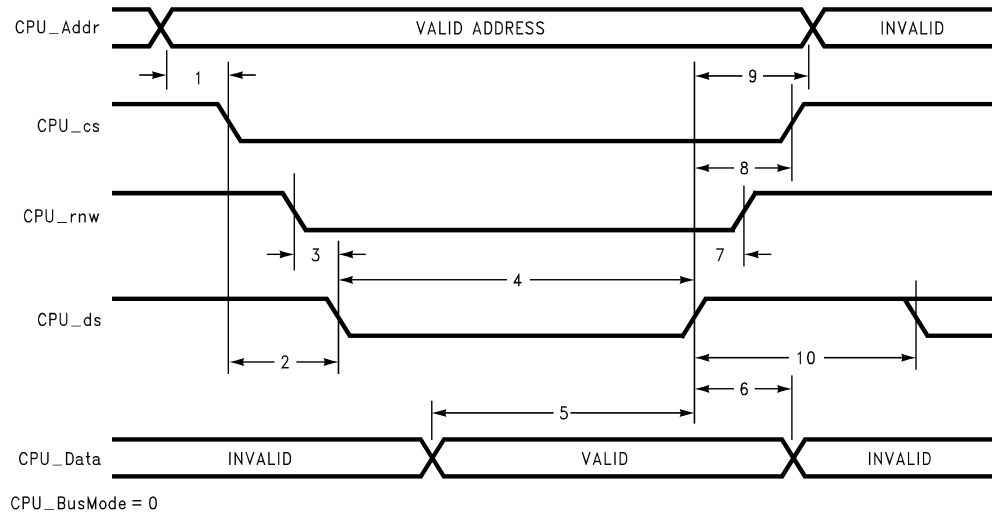 CPU_Addr
VALID ADDRESS
INVALID
1
9
CPU_cs
8
CPU_rnw
3
7
4
CPU_ds
2
10
6
5
CPU_Data
INVALID
VALID
INVALID
CPU_BusMode = 0